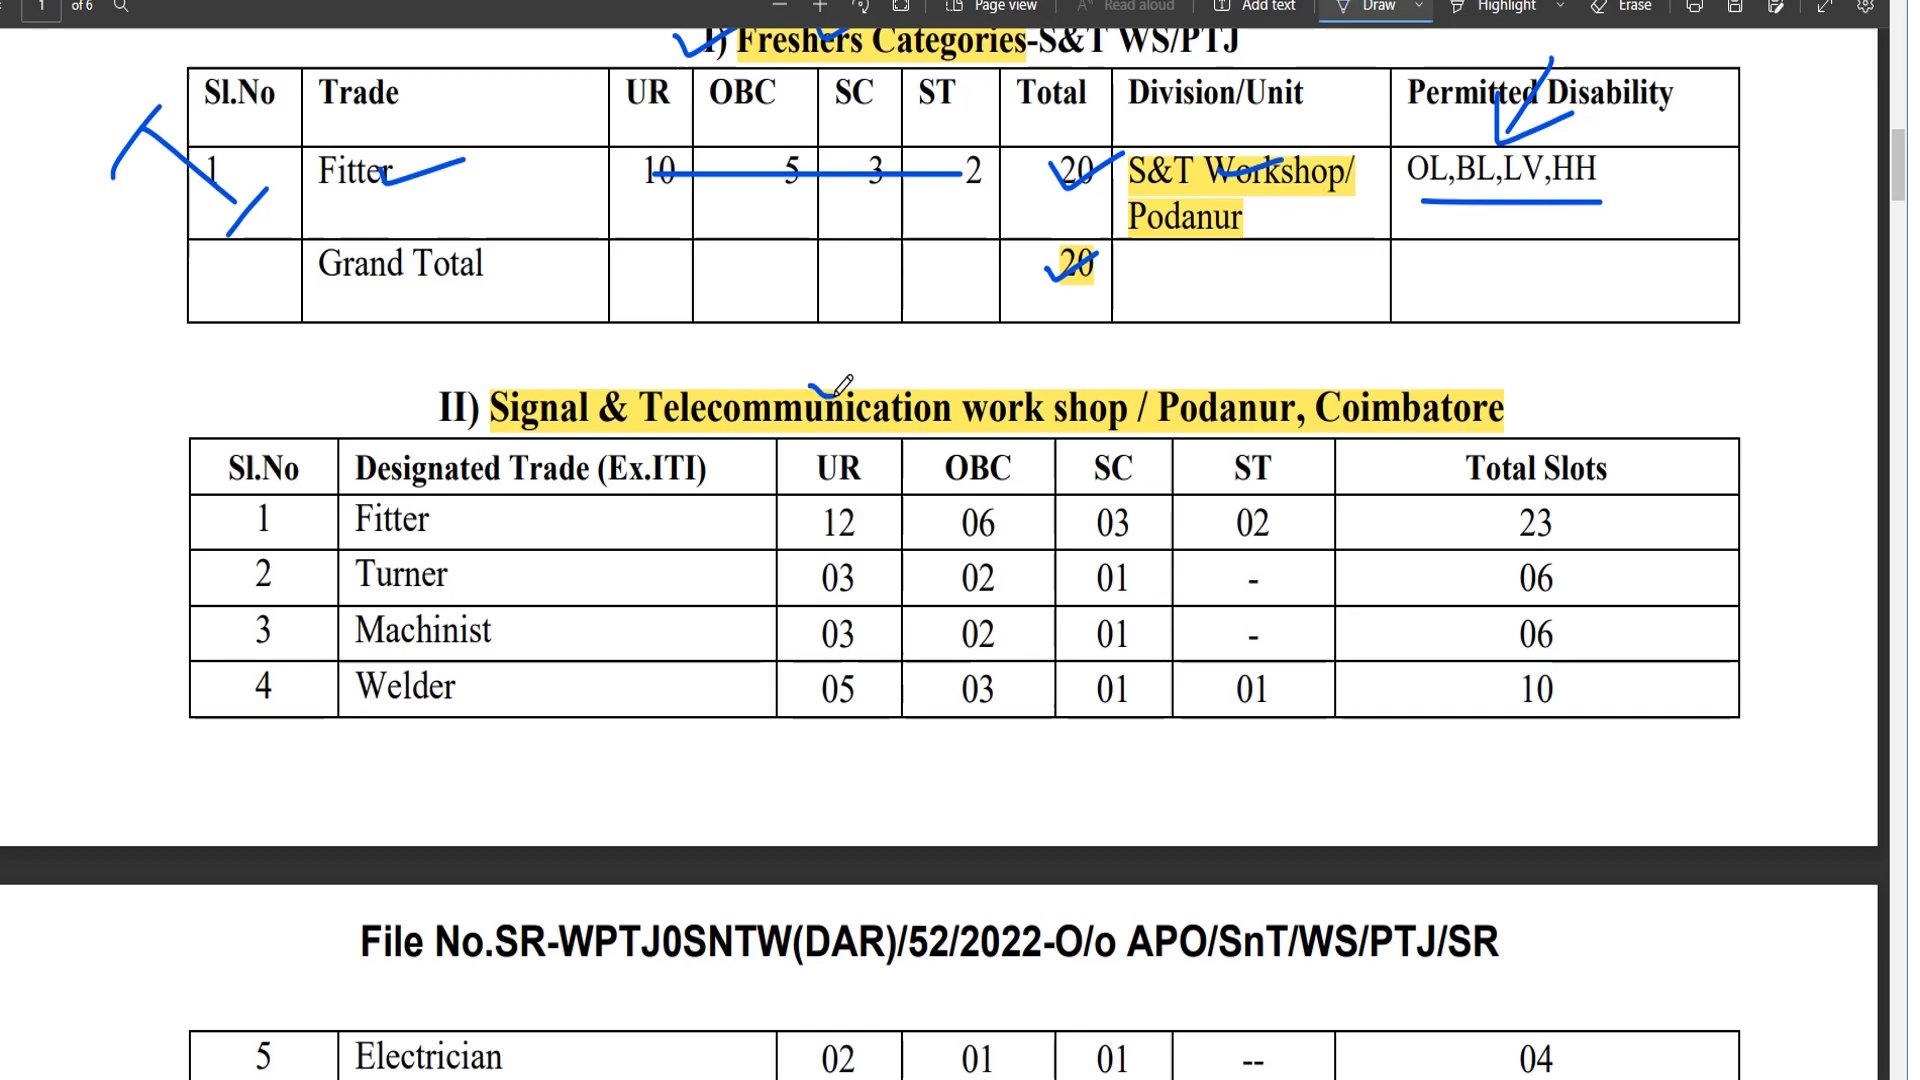 1 of 6 Page view Read aloud Add text Draw Highlight Erase
I) Freshers Categories-S&T WS/PTJ
Sl.No Trade UR OBC SC ST Total Division/Unit Permitted Disability
1 Fitter 10 5 3 2 20 S&T Workshop/ OL,BL,LV,HH
Podanur
Grand Total 20
II) Signal & Telecommunication work shop / Podanur, Coimbatore
Sl.No Designated Trade (Ex.ITI) UR OBC SC ST Total Slots
1 Fitter 12 06 03 02 23
2 Turner 03 02 01 - 06
3 Machinist 03 02 01 - 06
4 Welder 05 03 01 01 10
File No.SR-WPTJ0SNTW(DAR)/52/2022-O/o APO/SnT/WS/PTJ/SR
5 Electrician 02 01 01 -- 04